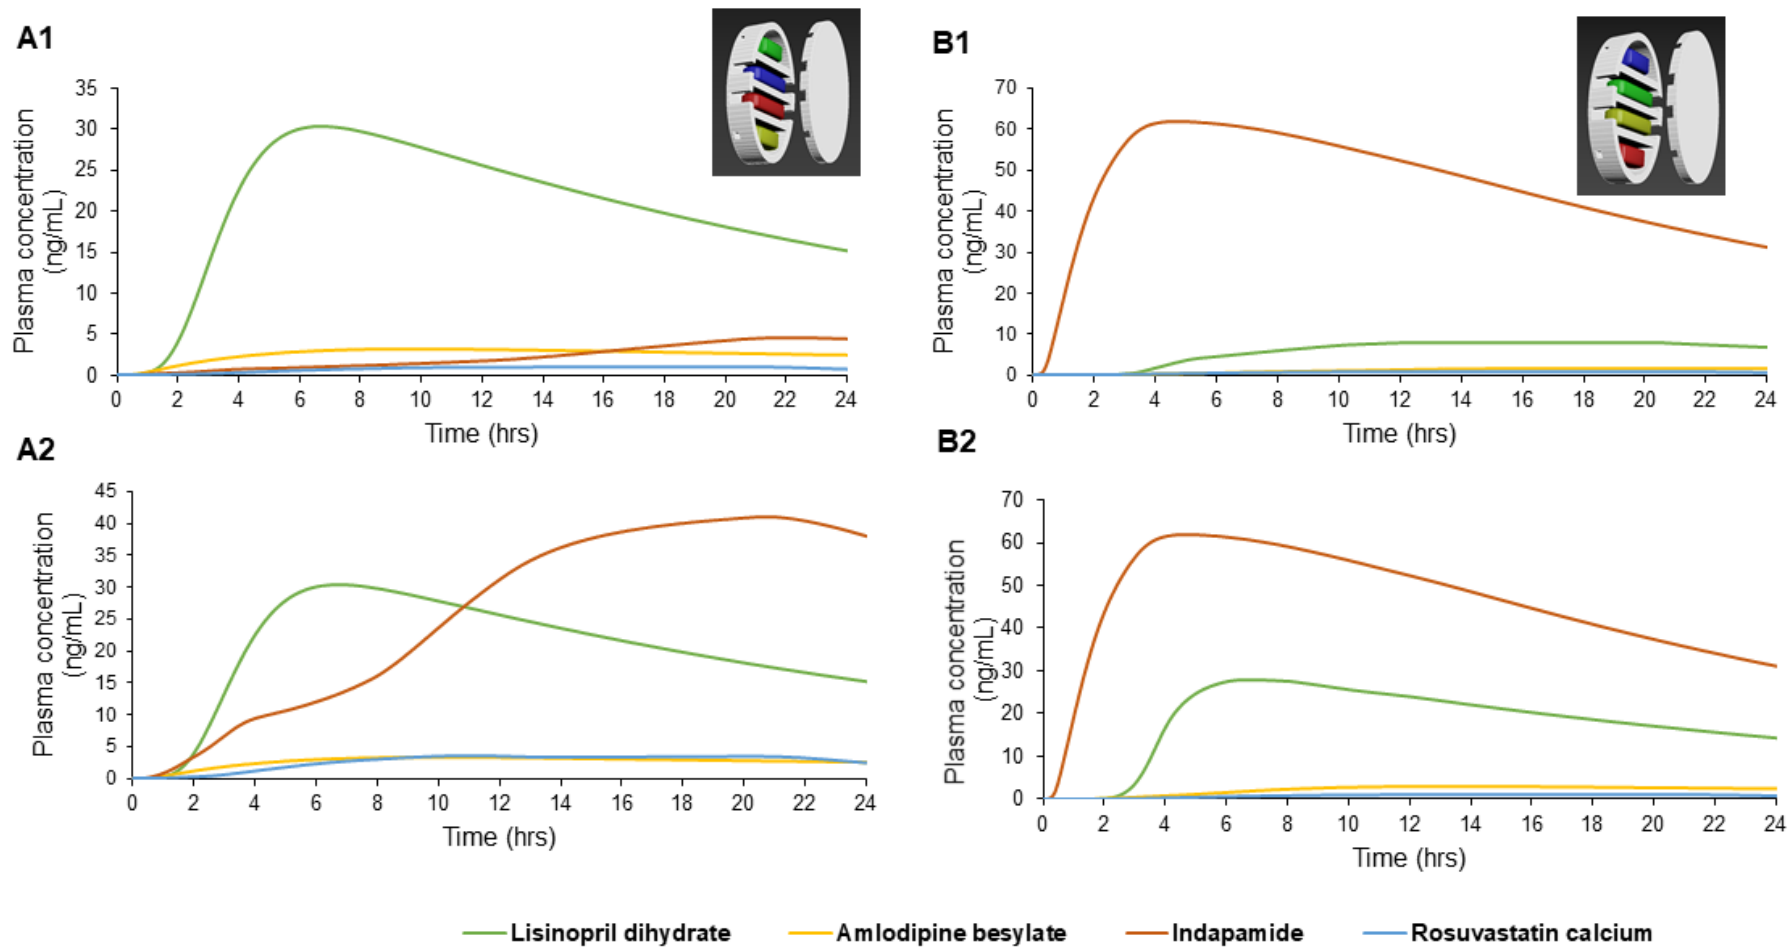 A1
Plasma concentration
(ng/mL)
35
30
25
20
15
10
5
0
0 2 4 6 8 10 12 14 16 18 20 22 24
Time (hrs)
B1
Plasma concentration
(ng/mL)
70
60
50
40
30
20
10
0
0 2 4 6 8 10 12 14 16 18 20 22 24
Time (hrs)
A2
Plasma concentration
(ng/mL)
45
40
35
30
25
20
15
10
5
0
0 2 4 6 8 10 12 14 16 18 20 22 24
Time (hrs)
B2
Plasma concentration
(ng/mL)
70
60
50
40
30
20
10
0
0 2 4 6 8 10 12 14 16 18 20 22 24
Time (hrs)
Lisinopril dihydrate Amlodipine besylate Indapamide Rosuvastatin calcium